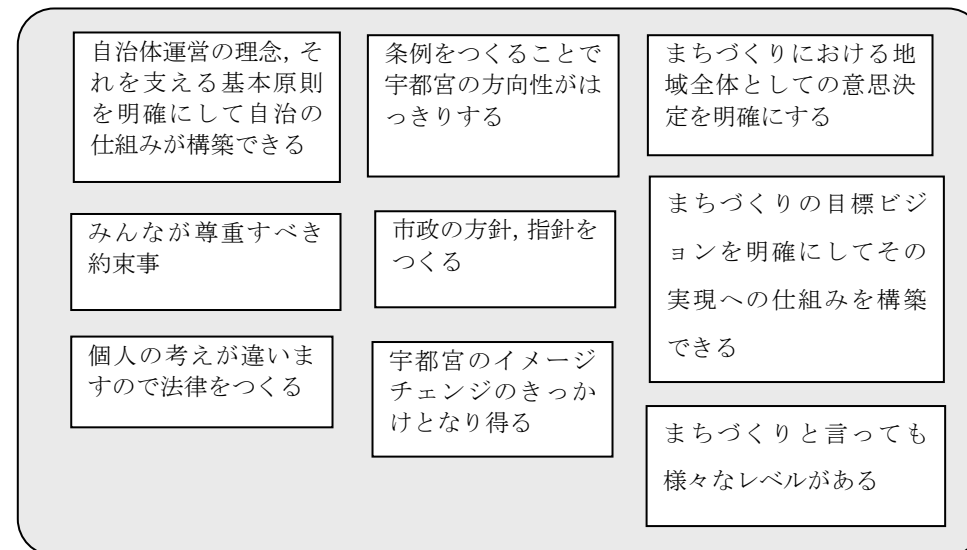 自治体運営の理念，そ
れを支える基本原則
を明確にして自治の
仕組みが構築できる
条例をつくることで
宇都宮の方向性がは
っきりする
まちづくりにおける地
域全体としての意思決
定を明確にする
みんなが尊重すべき
約束事
市政の方針，指針を
つくる
まちづくりの目標ビジ
ョンを明確にしてその
実現への仕組みを構築
できる
個人の考えが違いま
すので法律をつくる
宇都宮のイメージ
チェンジのきっか
けとなり得る
まちづくりと言っても
様々なレベルがある